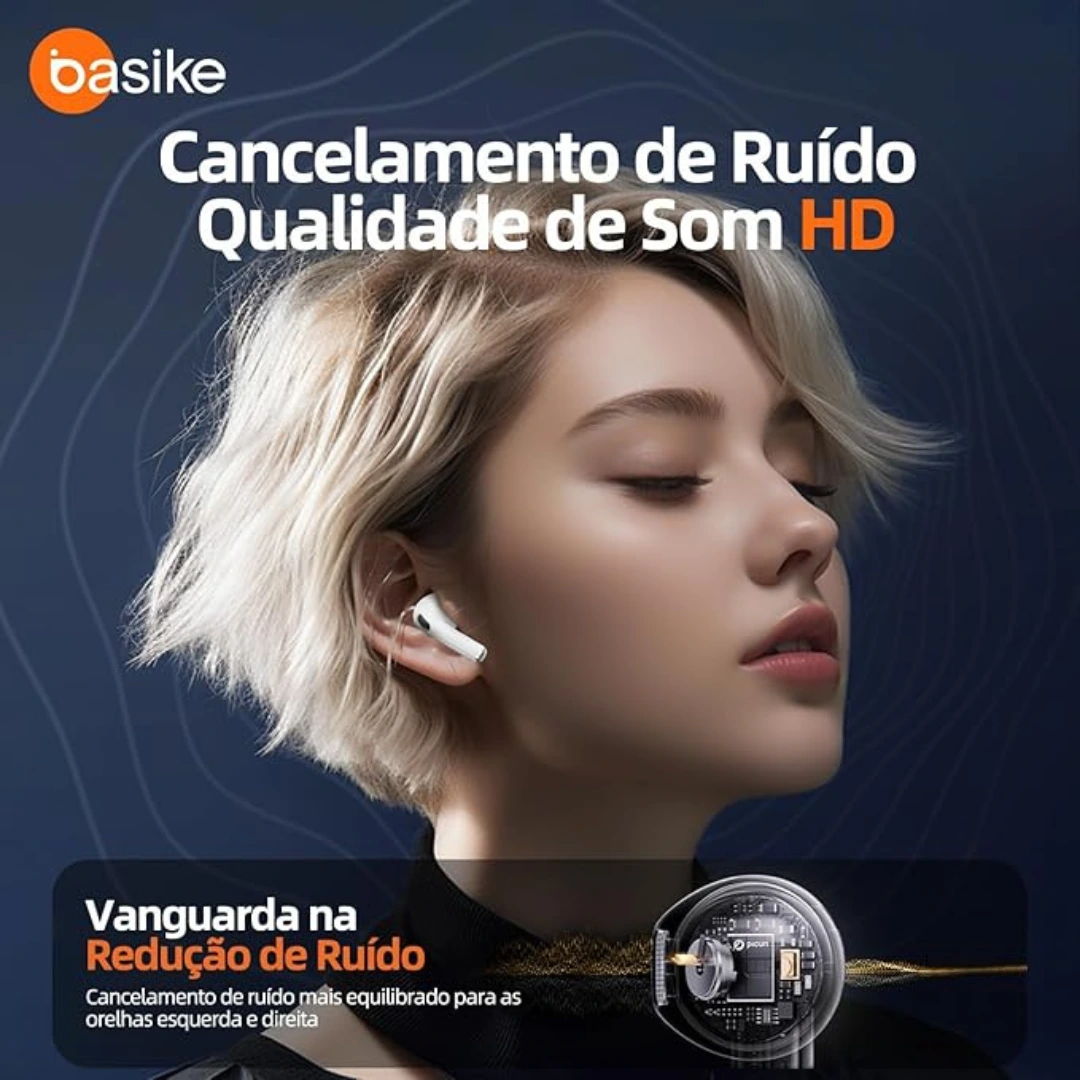 basike
Cancelamento de Ruído
Qualidade de Som HD
Vanguarda na
Redução de Ruído
Cancelamento de ruído mais equilibrado para as
orelhas esquerda e direita
picun